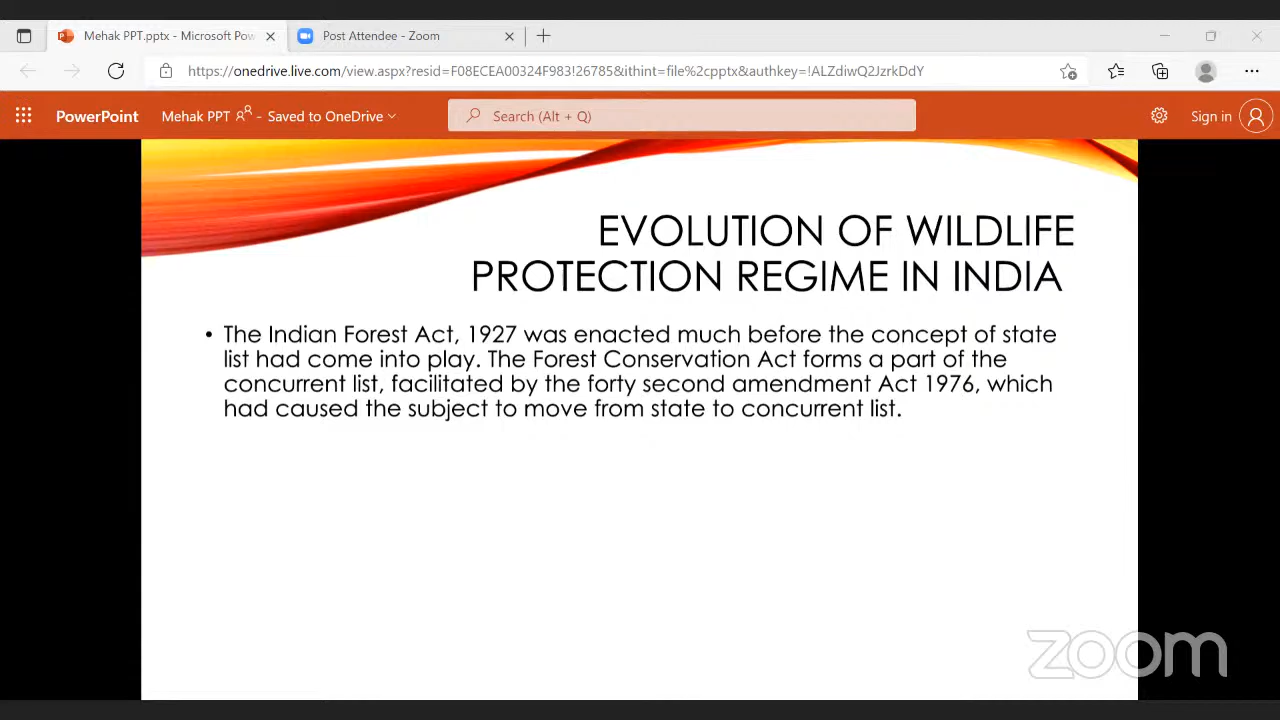 Mehak PPT.pptx - Microsoft Pow
Post Attendee - Zoom
https://onedrive.live.com/view.aspx?resid=F08ECEA00324F983!26785&ithint=file%2cpptx&authkey=!ALZdiwQ2JzrkDdY
PowerPoint
Mehak PPT - Saved to OneDrive
Search (Alt + Q)
Sign in
EVOLUTION OF WILDLIFE
PROTECTION REGIME IN INDIA
• The Indian Forest Act, 1927 was enacted much before the concept of state
list had come into play. The Forest Conservation Act forms a part of the
concurrent list, facilitated by the forty second amendment Act 1976, which
had caused the subject to move from state to concurrent list.
zoom